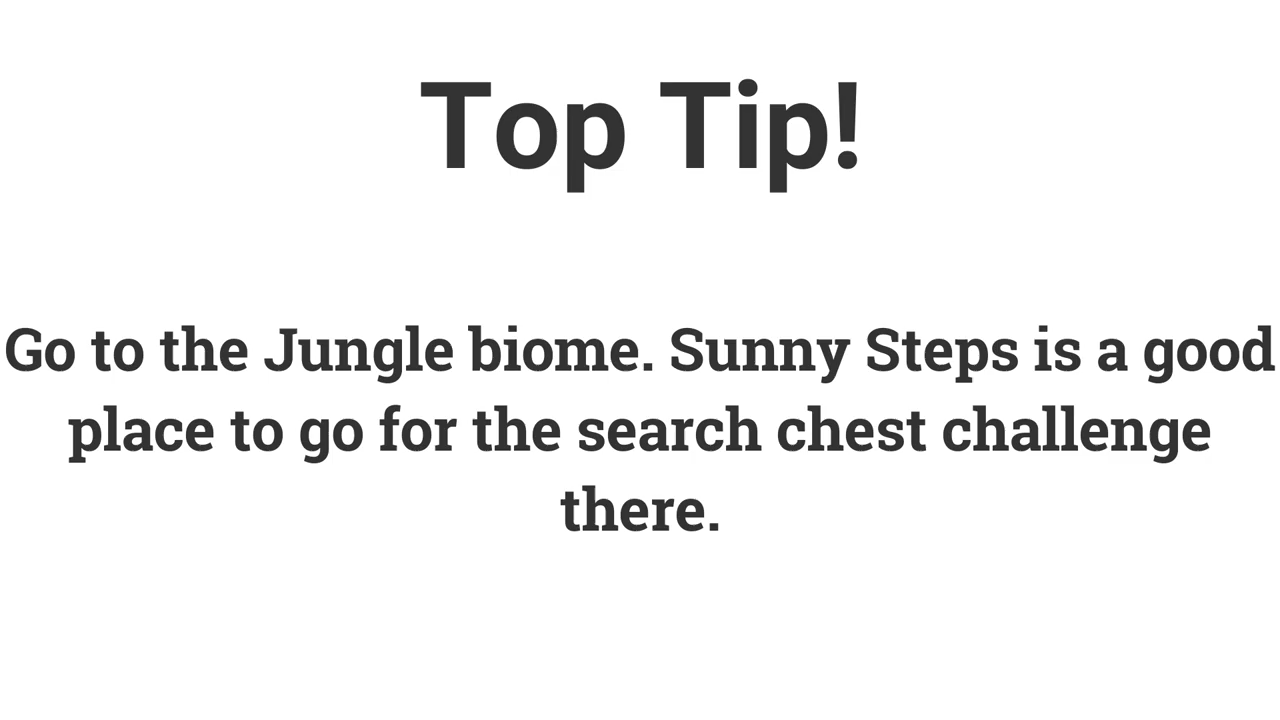 Top Tip!
Go to the Jungle biome. Sunny Steps is a good
place to go for the search chest challenge
there.